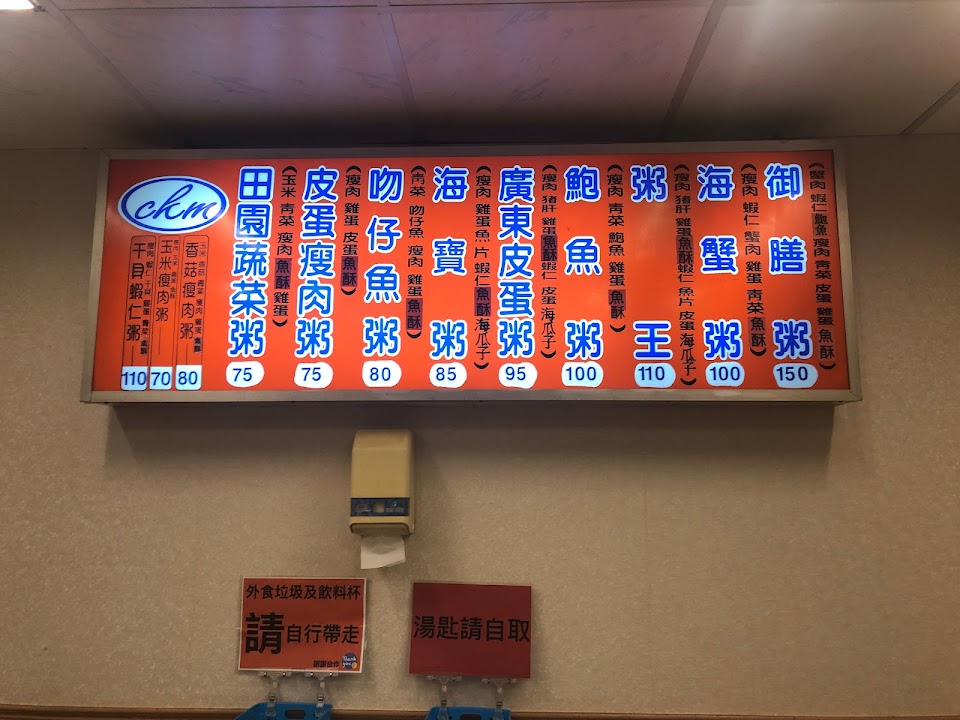 御膳粥
(蟹肉 蝦仁 鮑魚 瘦肉 青菜 皮蛋 雞蛋 魚酥)
150
海蟹粥
(瘦肉 蝦仁 蟹肉 雞蛋 青菜 魚酥)
100
粥王
(瘦肉 豬肝 雞蛋 魚酥 蝦仁 魚片 皮蛋 海瓜子)
110
鮑魚粥
(瘦肉 青菜 鮑魚 雞蛋 魚酥)
100
廣東皮蛋粥
(瘦肉 豬肝 雞蛋 魚酥 蝦仁 皮蛋 海瓜子)
95
海寶粥
(瘦肉 雞蛋 魚片 蝦仁 魚酥 海瓜子)
85
吻仔魚粥
(青菜 吻仔魚 瘦肉 雞蛋 魚酥)
80
皮蛋瘦肉粥
(瘦肉 雞蛋 皮蛋 魚酥)
75
田園蔬菜粥
(玉米 青菜 瘦肉 魚酥 雞蛋)
75
ckm
香菇瘦肉粥
80
玉米瘦肉粥
70
干貝蝦仁粥
110
外食垃圾及飲料杯
請自行帶走
謝謝合作
Thank you
湯匙請自取